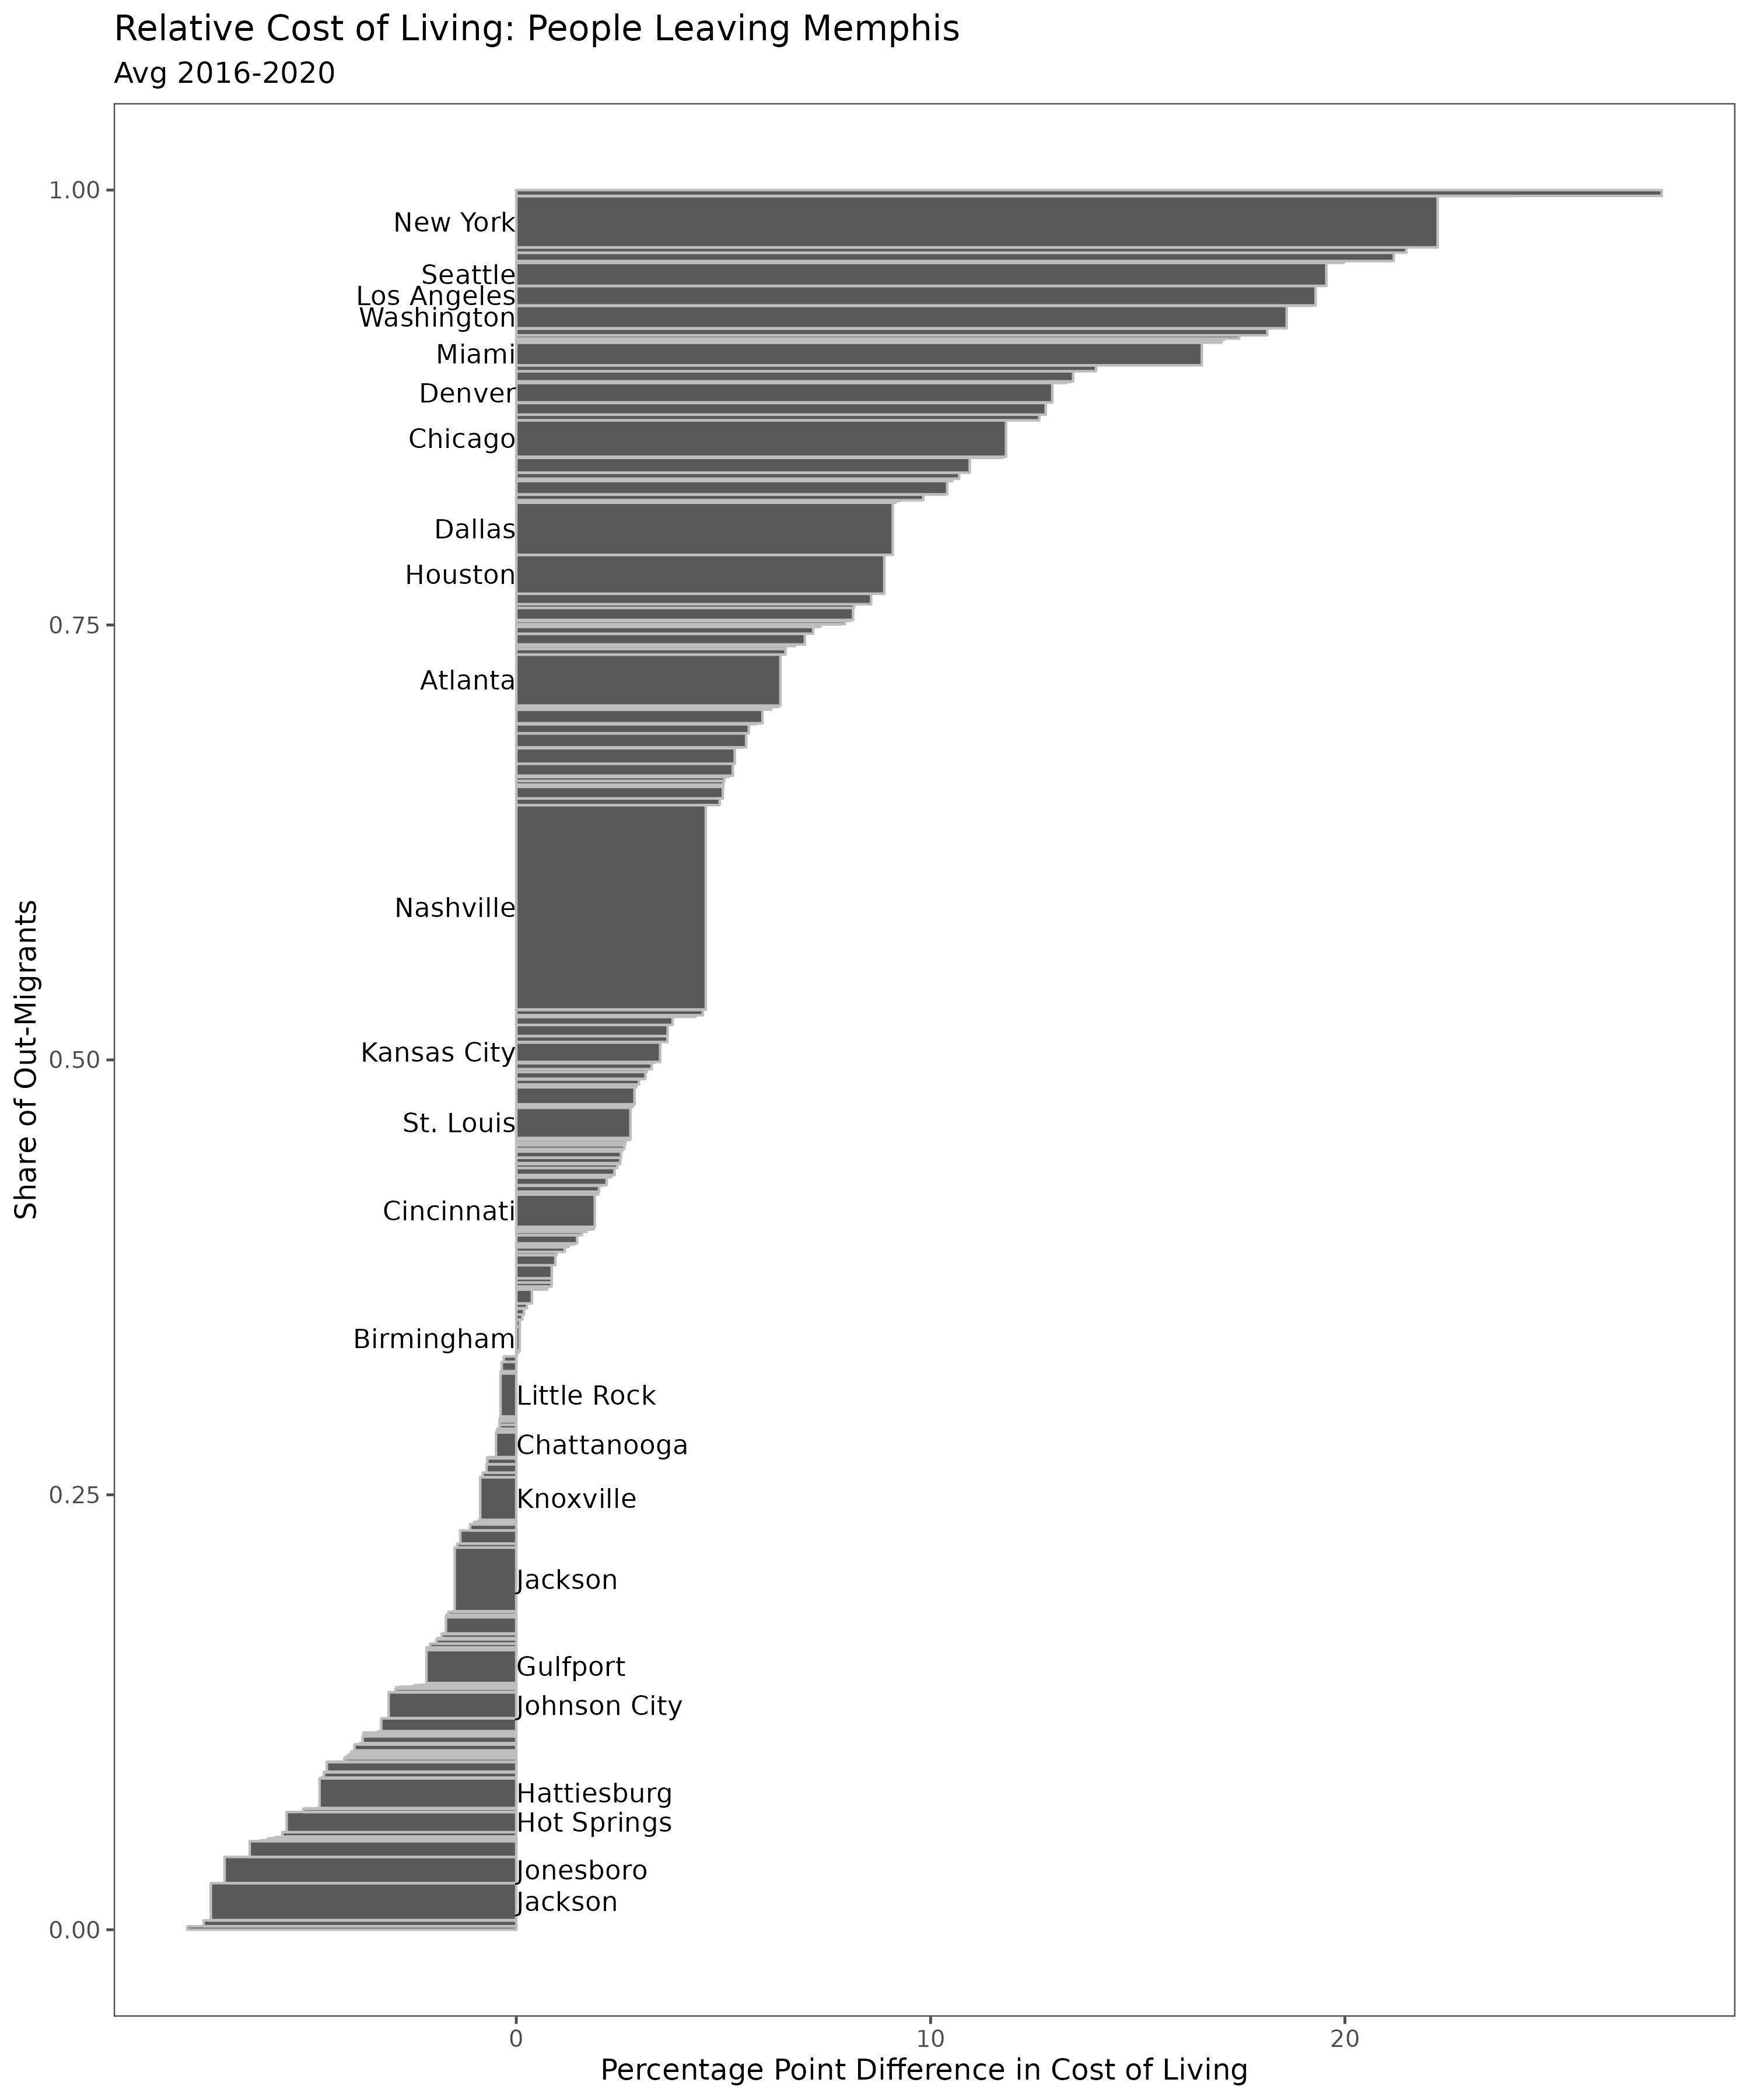 Relative Cost of Living: People Leaving Memphis
Avg 2016-2020
1.00
New York
Seattle
Los Angeles
Washington
Miami
Denver
Chicago
Dallas
Houston
0.75
Atlanta
Nashville
Share of Out-Migrants
0.50
Kansas City
St. Louis
Cincinnati
Birmingham
Little Rock
Chattanooga
0.25
Knoxville
Jackson
Gulfport
Johnson City
Hattiesburg
Hot Springs
Jonesboro
Jackson
0.00
0
10
20
Percentage Point Difference in Cost of Living